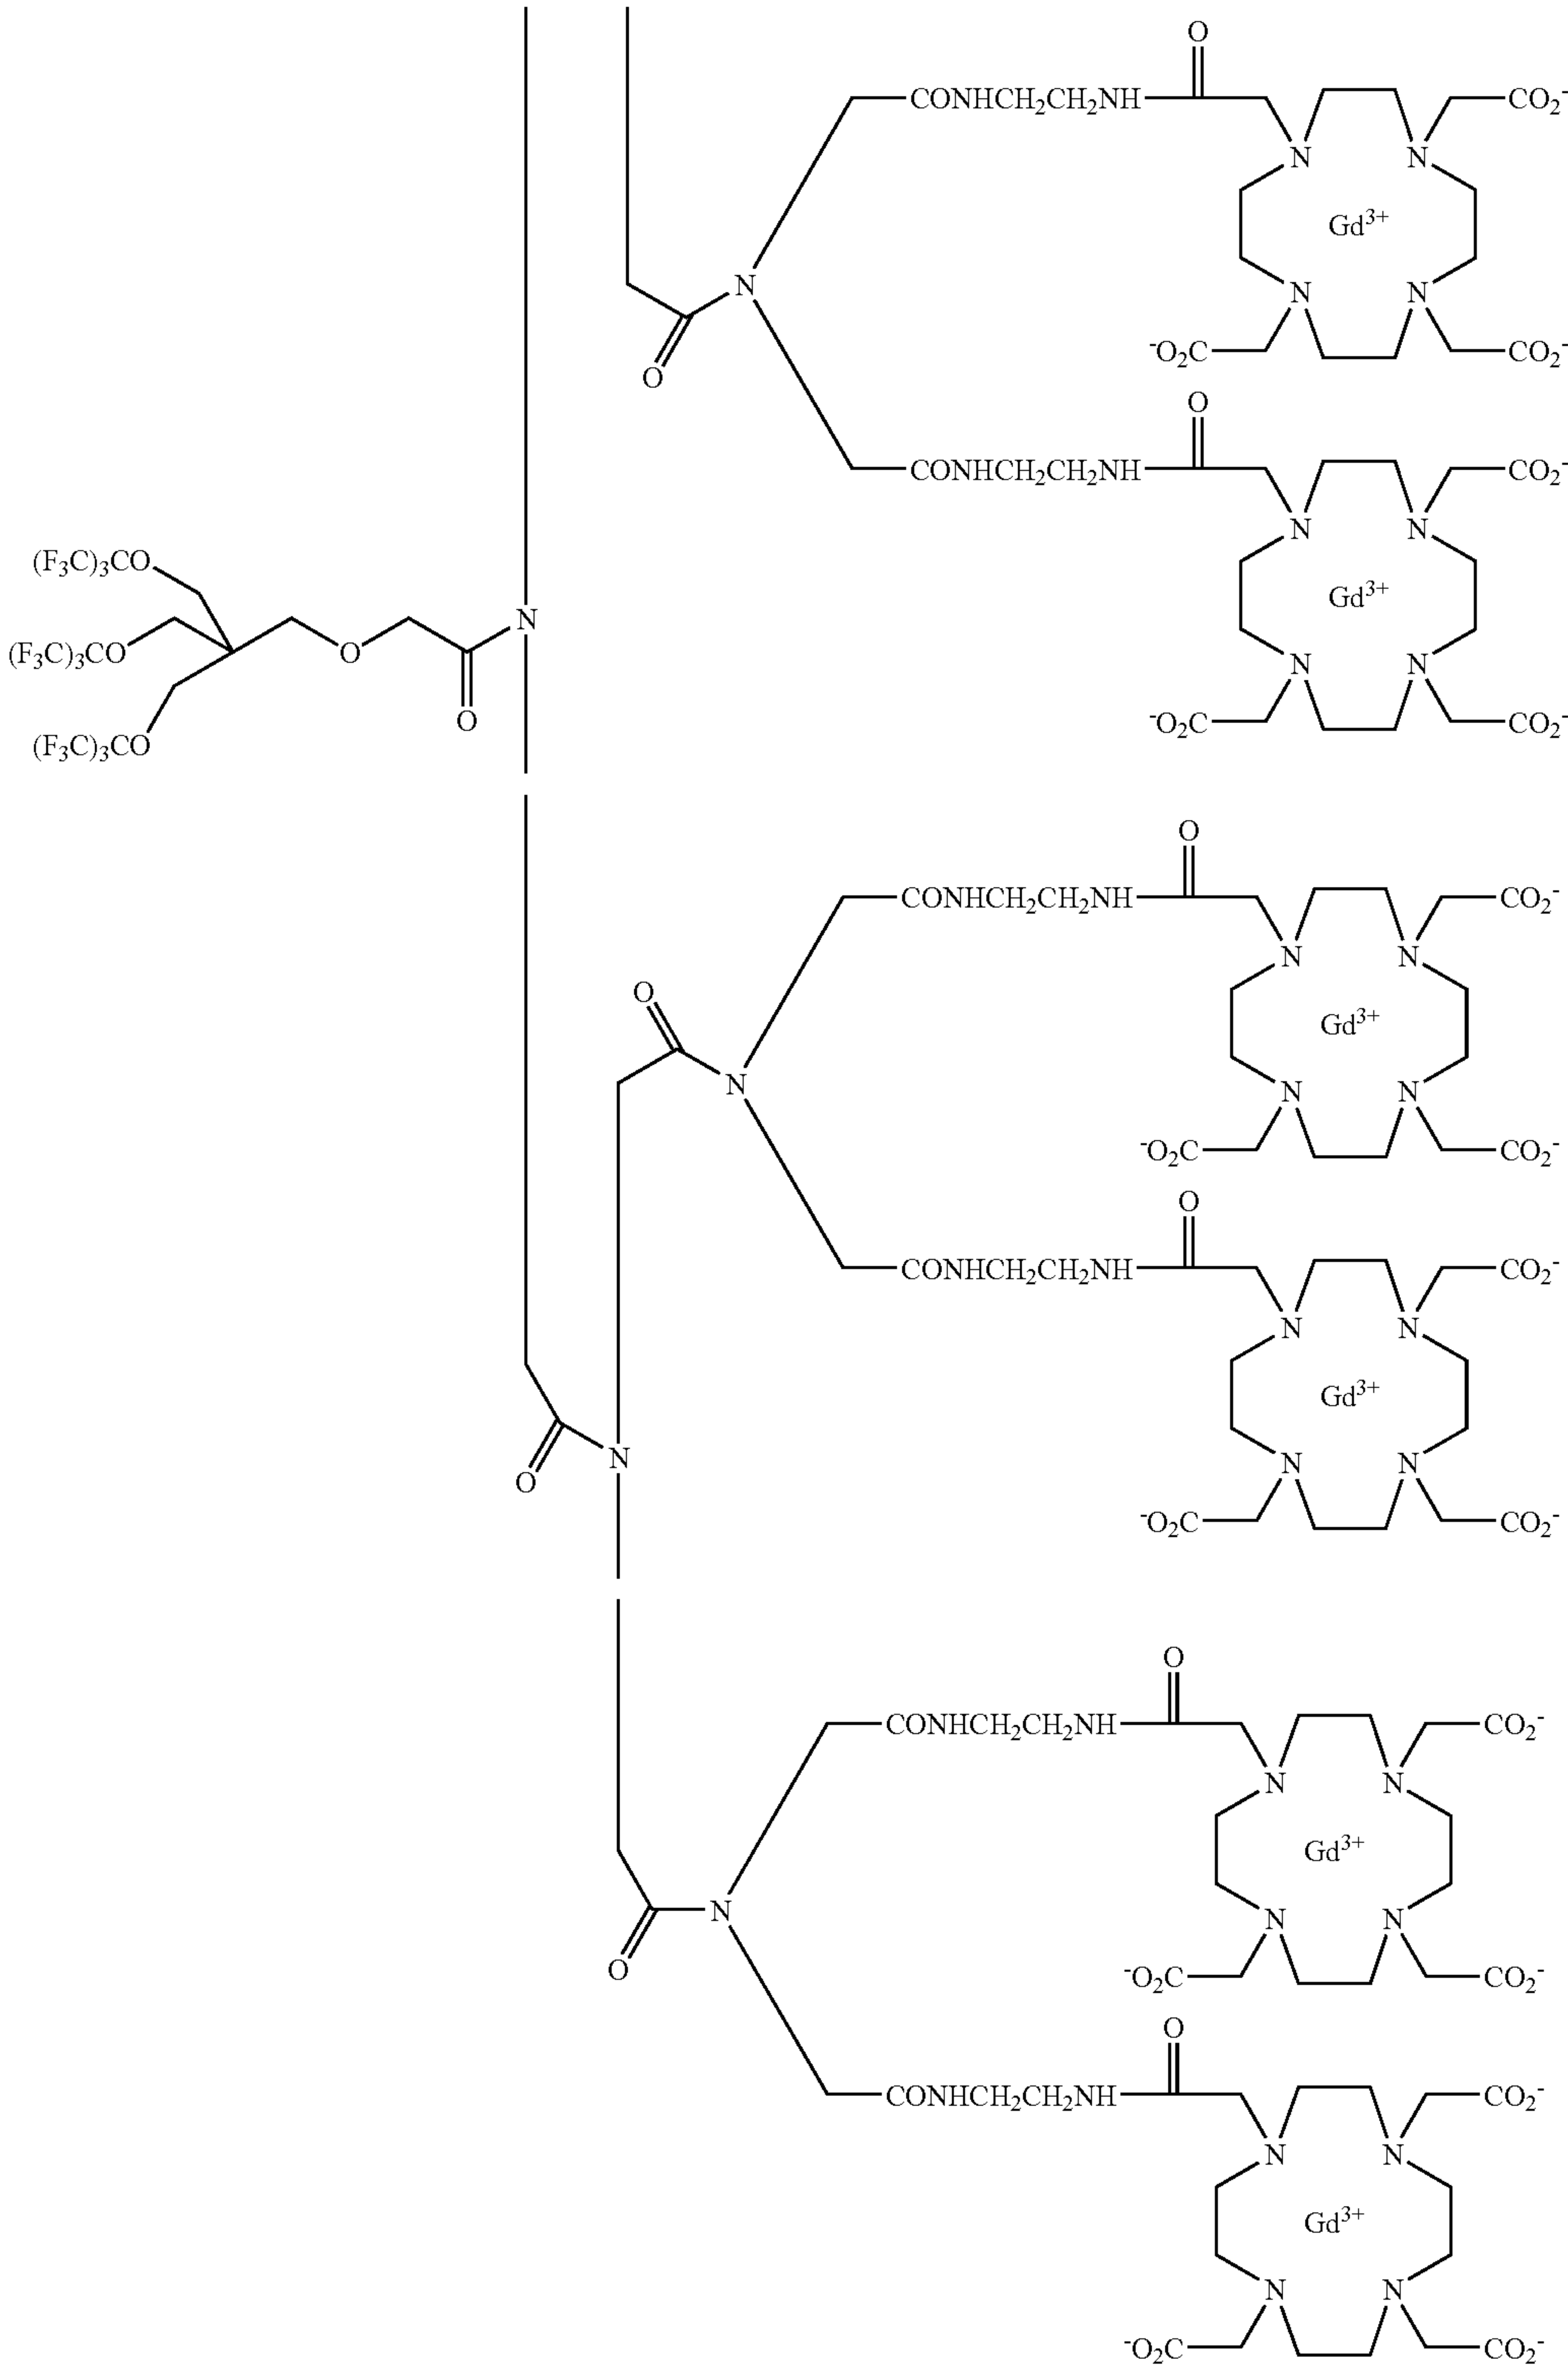 O
CONHCH₂CH₂NH CO₂⁻
N N
Gd³⁺
N N N
⁻O₂C CO₂⁻
O
O
CONHCH₂CH₂NH CO₂⁻
N N
(F₃C)₃CO
Gd³⁺
N
(F₃C)₃CO O
N N
O ⁻O₂C CO₂⁻
(F₃C)₃CO
O
CONHCH₂CH₂NH CO₂⁻
N N
O
Gd³⁺
N N N
⁻O₂C CO₂⁻
O
CONHCH₂CH₂NH CO₂⁻
N N
Gd³⁺
N N N
O
⁻O₂C CO₂⁻
O
CONHCH₂CH₂NH CO₂⁻
N N
Gd³⁺
N N N
O ⁻O₂C CO₂⁻
O
CONHCH₂CH₂NH CO₂⁻
N N
Gd³⁺
N N
⁻O₂C CO₂⁻